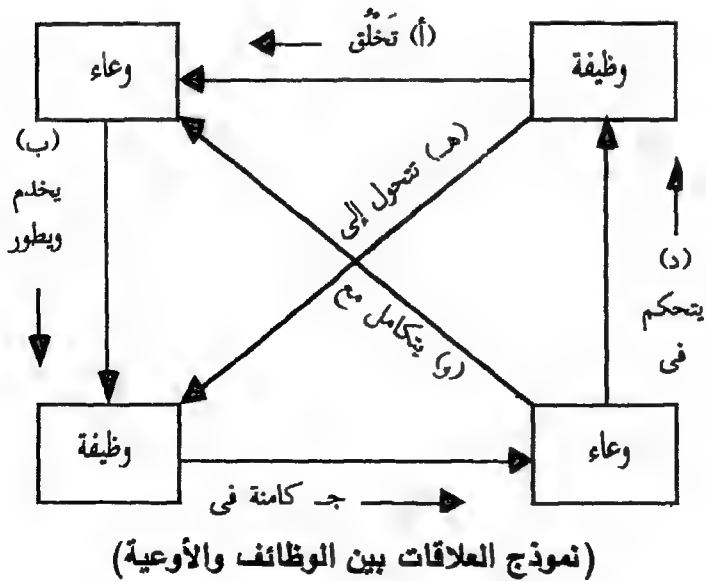 (أ) تَخْلُق
وظيفة
وعاء
(ب)
يخدم
ويطور
(هـ) تتحول إلى
(و) يتكامل مع
(د)
يتحكم
فى
وظيفة
وعاء
جـ كامنة فى
(نموذج العلاقات بين الوظائف والأوعية)